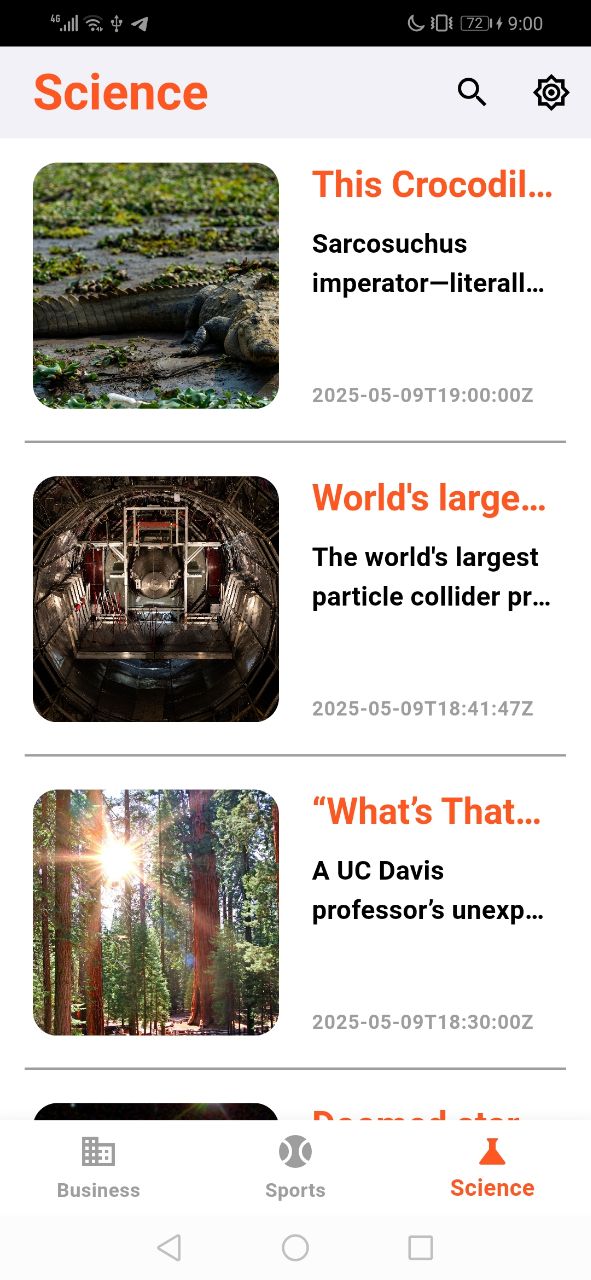 4G 72 9:00
Science
This Crocodil...
Sarcosuchus
imperator—literall...
2025-05-09T19:00:00Z
World's large...
The world's largest
particle collider pr...
2025-05-09T18:41:47Z
“What’s That...
A UC Davis
professor’s unexp...
2025-05-09T18:30:00Z
Doomed star
Business Sports Science